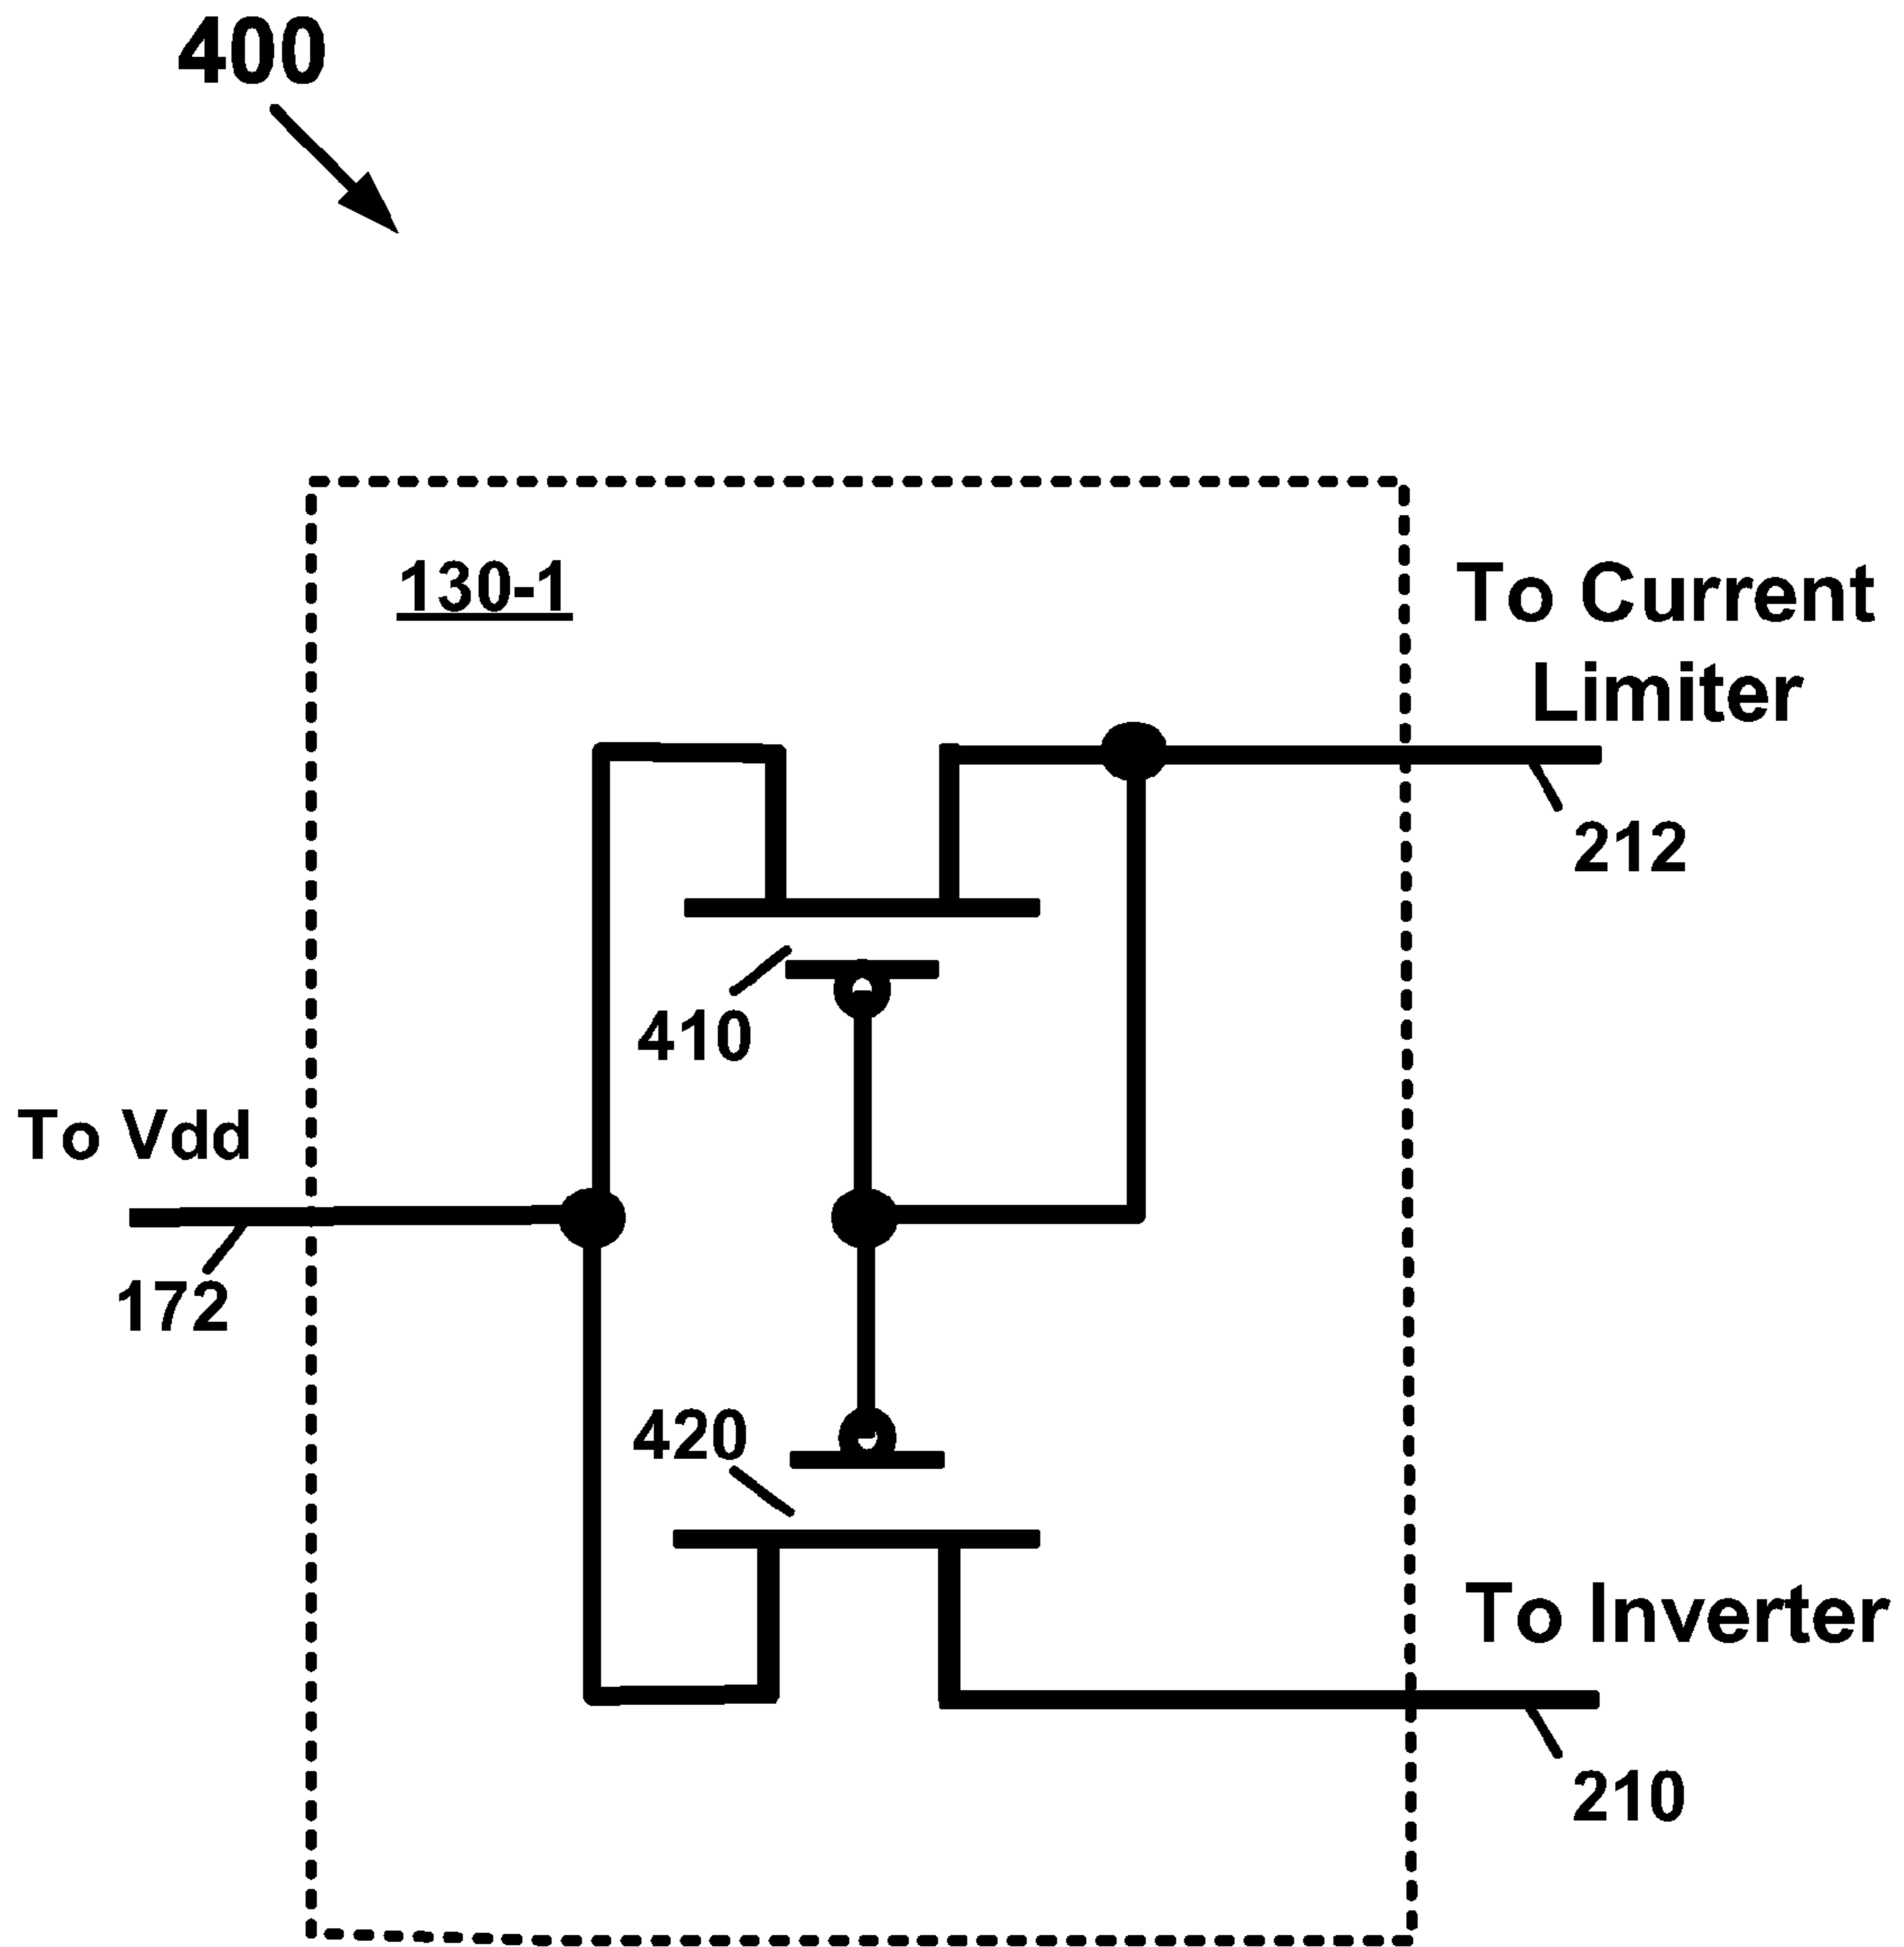 400
130-1
To Current
Limiter
212
410
To Vdd
172
420
To Inverter
210